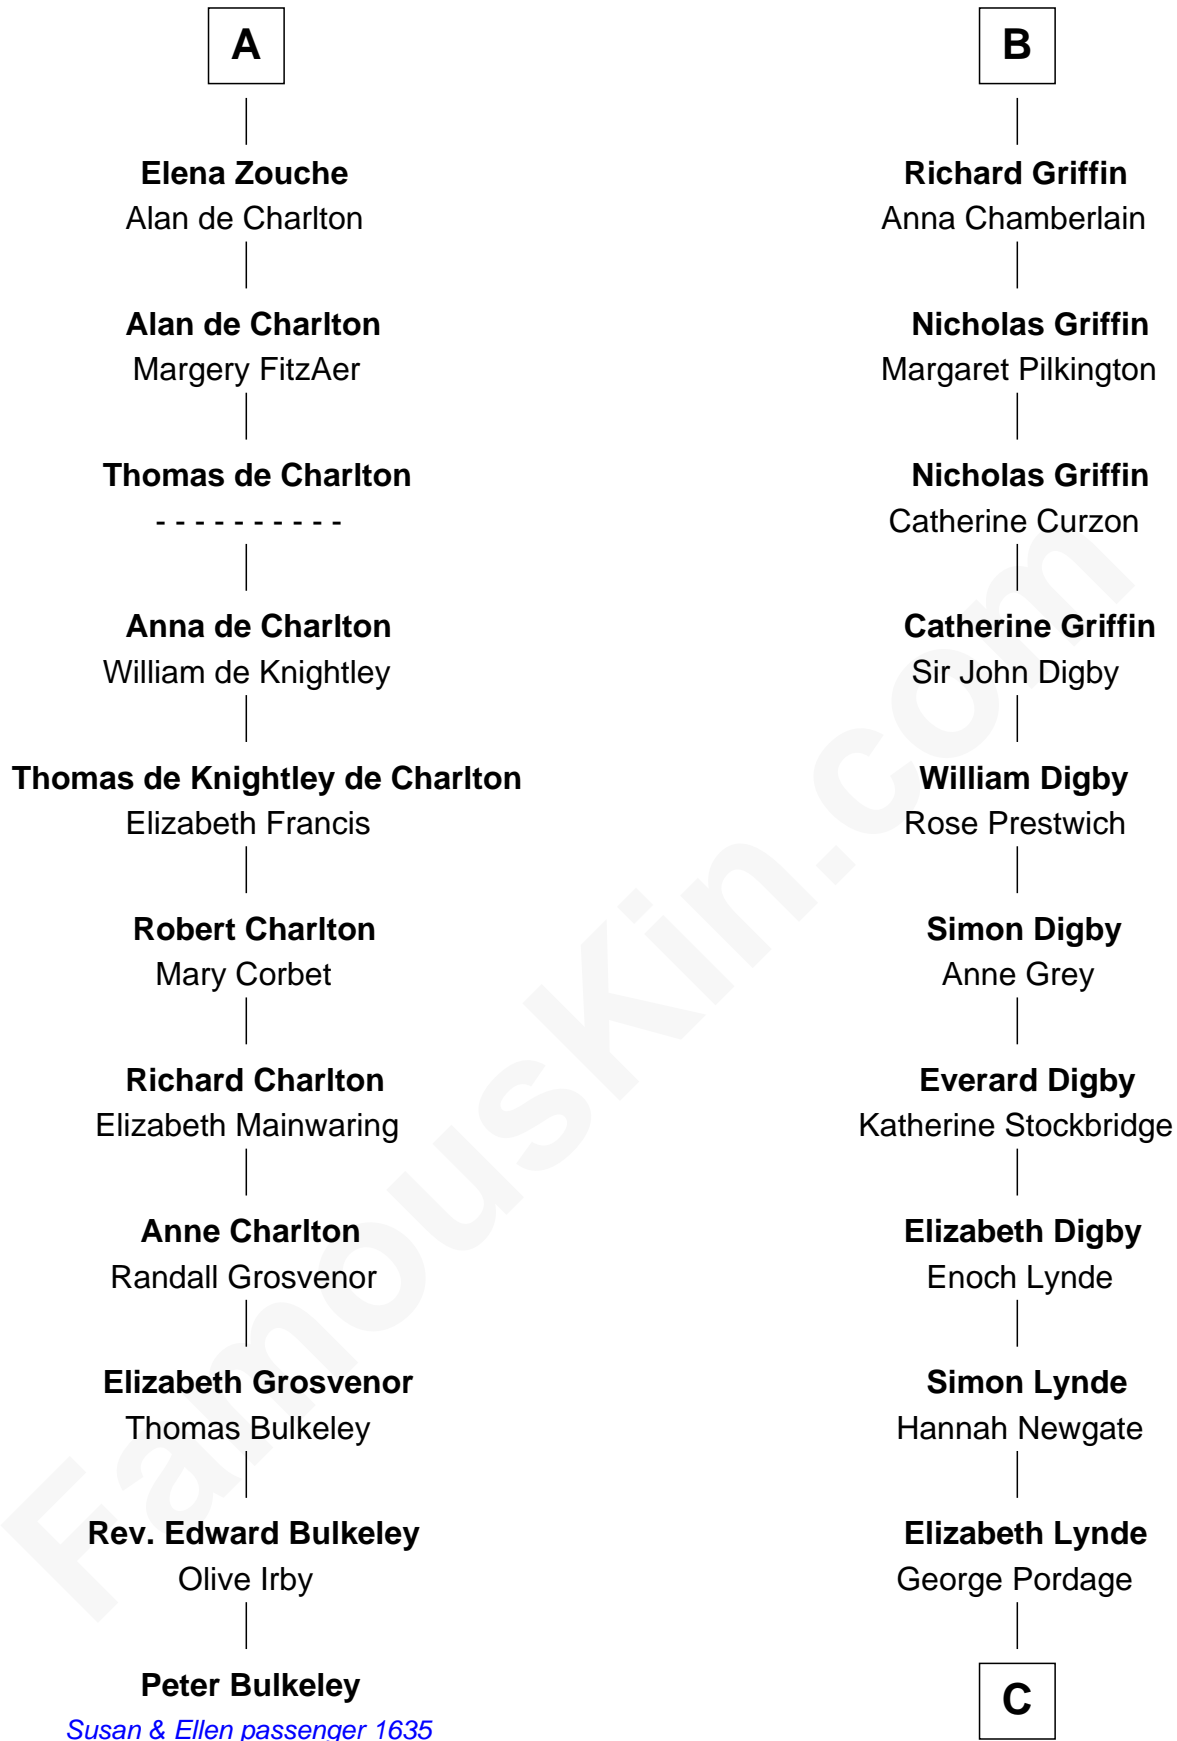 A
Elena Zouche
Alan de Charlton
Alan de Charlton
Margery FitzAer
Thomas de Charlton
- - - - - - - - - -
Anna de Charlton
William de Knightley
Thomas de Knightley de Charlton
Elizabeth Francis
Robert Charlton
Mary Corbet
Richard Charlton
Elizabeth Mainwaring
Anne Charlton
Randall Grosvenor
Elizabeth Grosvenor
Thomas Bulkeley
Rev. Edward Bulkeley
Olive Irby
Peter Bulkeley
Susan & Ellen passenger 1635
B
Richard Griffin
Anna Chamberlain
Nicholas Griffin
Margaret Pilkington
Nicholas Griffin
Catherine Curzon
Catherine Griffin
Sir John Digby
William Digby
Rose Prestwich
Simon Digby
Anne Grey
Everard Digby
Katherine Stockbridge
Elizabeth Digby
Enoch Lynde
Simon Lynde
Hannah Newgate
Elizabeth Lynde
George Pordage
C
FamousKin.com